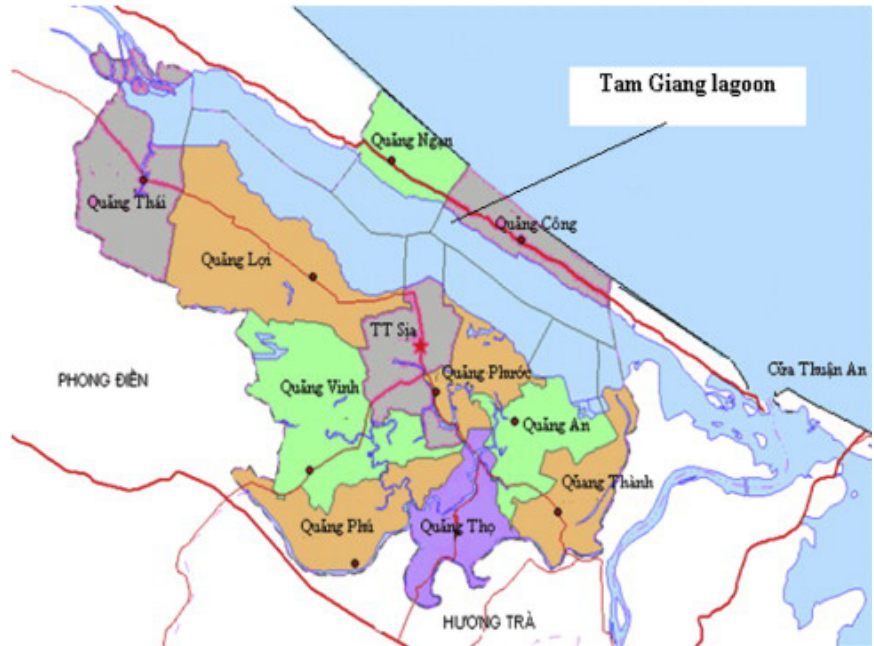 Tam Giang lagoon
Quảng Ngạn
Quảng Thái
Quảng Công
Quảng Lợi
TT Sịa
Cửa Thuận An
PHONG ĐIỀN
Quảng Vinh
Quảng Phước
Quảng An
Quảng Thành
Quảng Phú
Quảng Thọ
HƯƠNG TRÀ